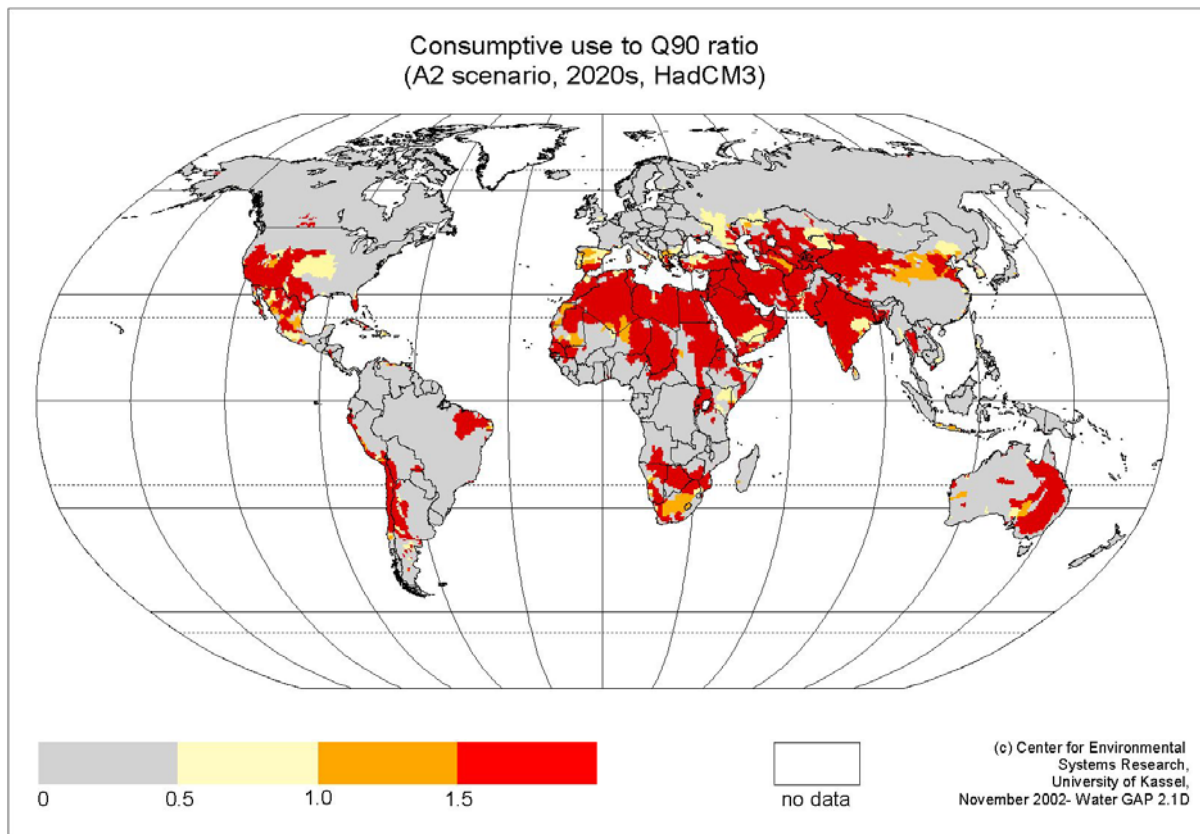 Consumptive use to Q90 ratio
(A2 scenario, 2020s, HadCM3)
0
0.5
1.0
1.5
no data
(c) Center for Environmental
Systems Research,
University of Kassel,
November 2002- Water GAP 2.1D